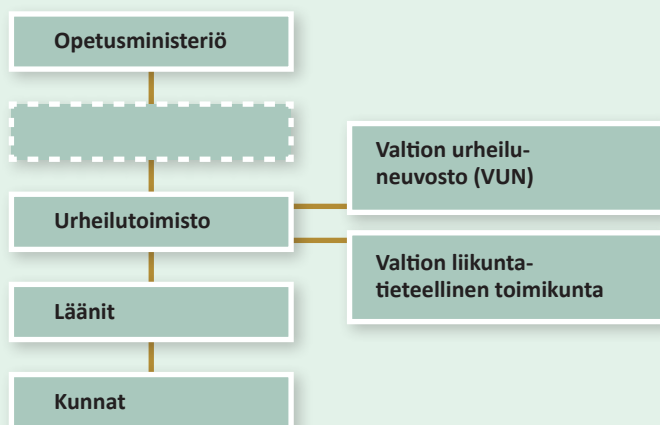 Opetusministeriö
Urheilutoimisto
Valtion urheilu-
neuvosto (VUN)
Valtion liikunta-
tieteellinen toimikunta
Läänit
Kunnat